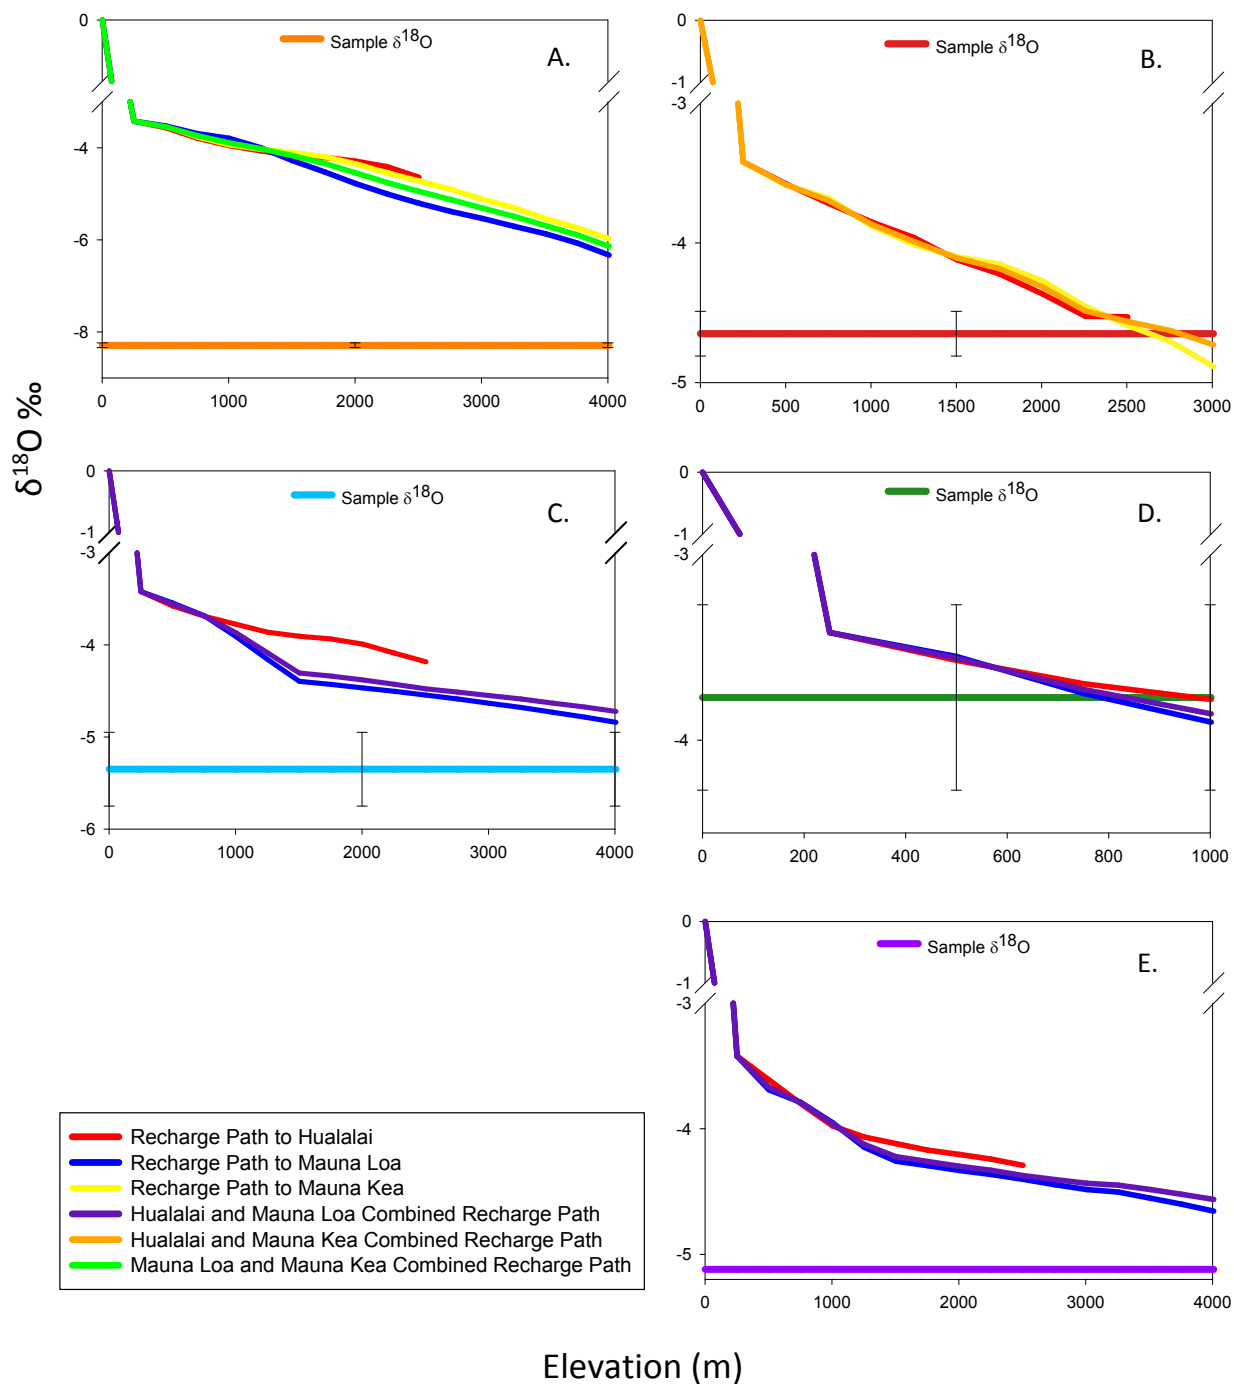 δ18O ‰
0
-4
-6
-8
Sample δ18O
A.
0
1000
2000
3000
4000
0
-1
-3
-4
-5
Sample δ18O
B.
0
500
1000
1500
2000
2500
3000
0
-1
-3
-4
-5
-6
Sample δ18O
C.
0
1000
2000
3000
4000
0
-1
-3
-4
Sample δ18O
D.
0
200
400
600
800
1000
0
-1
-3
-4
-5
Sample δ18O
E.
0
1000
2000
3000
4000
Recharge Path to Hualalai
Recharge Path to Mauna Loa
Recharge Path to Mauna Kea
Hualalai and Mauna Loa Combined Recharge Path
Hualalai and Mauna Kea Combined Recharge Path
Mauna Loa and Mauna Kea Combined Recharge Path
Elevation (m)